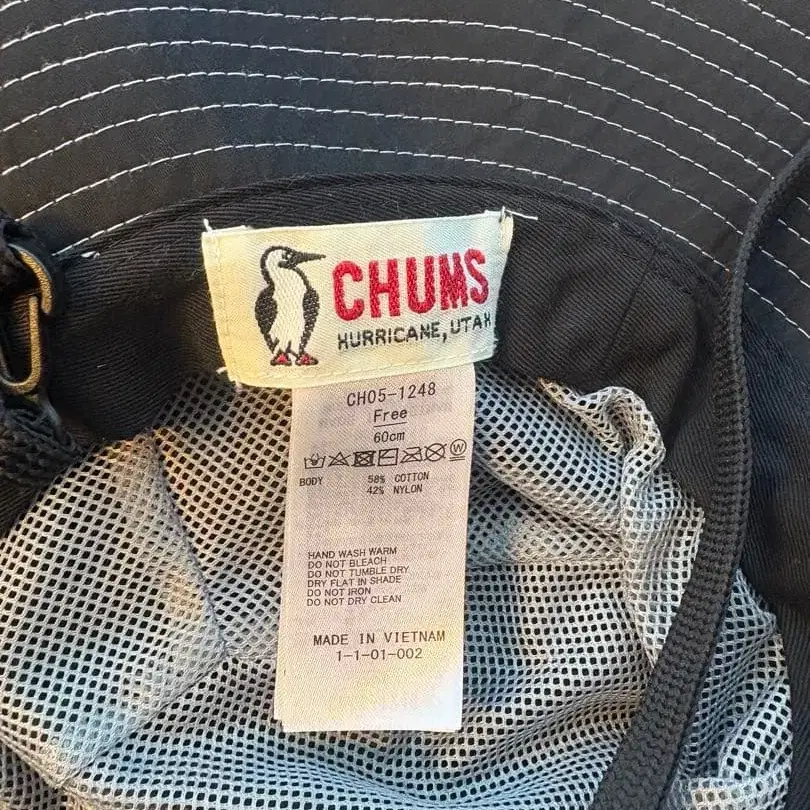 CHUMS
HURRICANE, UTAH
CH05-1248
Free
60cm
BODY 58% COTTON
42% NYLON
HAND WASH WARM
DO NOT BLEACH
DO NOT TUMBLE DRY
DRY FLAT IN SHADE
DO NOT IRON
DO NOT DRY CLEAN
MADE IN VIETNAM
1-1-01-002